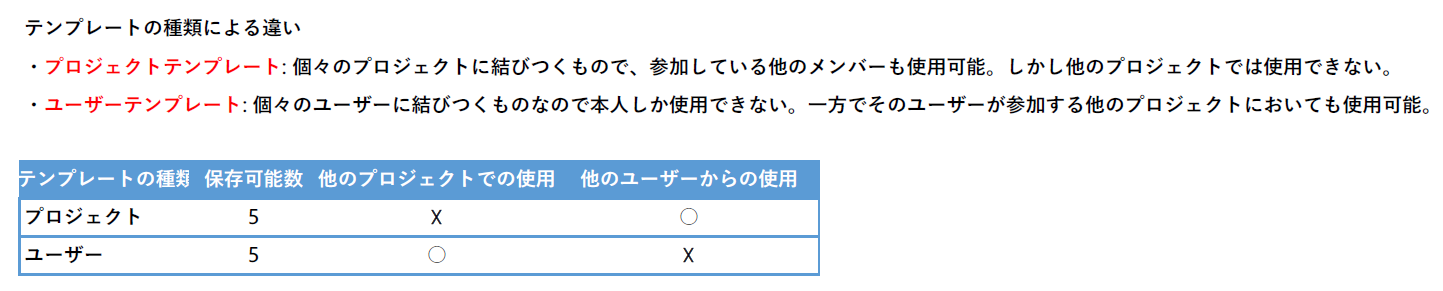 テンプレートの種類による違い
・プロジェクトテンプレート: 個々のプロジェクトに結びつくもので、参加している他のメンバーも使用可能。しかし他のプロジェクトでは使用できない。
・ユーザーテンプレート: 個々のユーザーに結びつくものなので本人しか使用できない。一方でそのユーザーが参加する他のプロジェクトにおいても使用可能。
テンプレートの種類 保存可能数 他のプロジェクトでの使用 他のユーザーからの使用
プロジェクト 5 X ○
ユーザー 5 ○ X